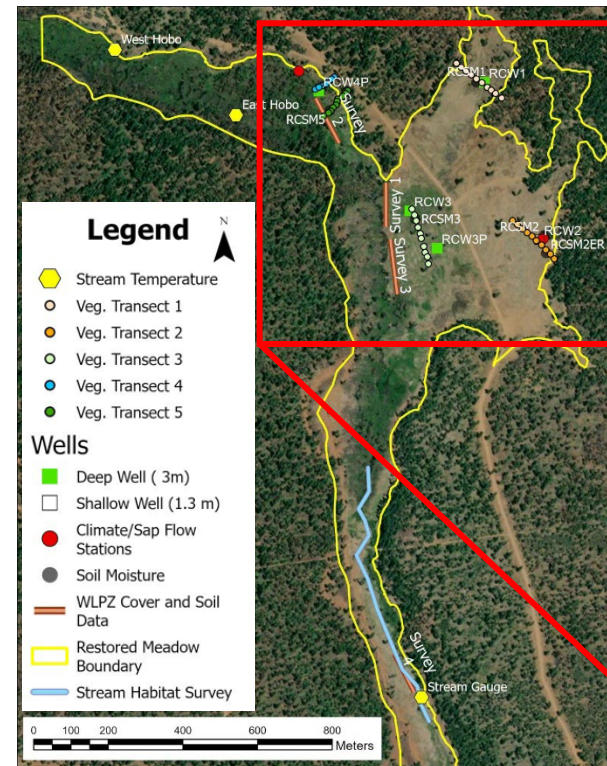 West Hobo
East Hobo
RCW4P
RCSM5
Survey
2
RCSM1
RCW1
1
Survey
Survey 3
RCW3
RCSM3
RCW3P
RCSM2
RCW2
RCSM2ER
Legend
N
Stream Temperature
Veg. Transect 1
Veg. Transect 2
Veg. Transect 3
Veg. Transect 4
Veg. Transect 5
Wells
Deep Well ( 3m)
Shallow Well (1.3 m)
Climate/Sap Flow
Stations
Soil Moisture
WLPZ Cover and Soil
Data
Restored Meadow
Boundary
Stream Habitat Survey
Survey
4
Stream Gauge
0 100 200 400 600 800
Meters